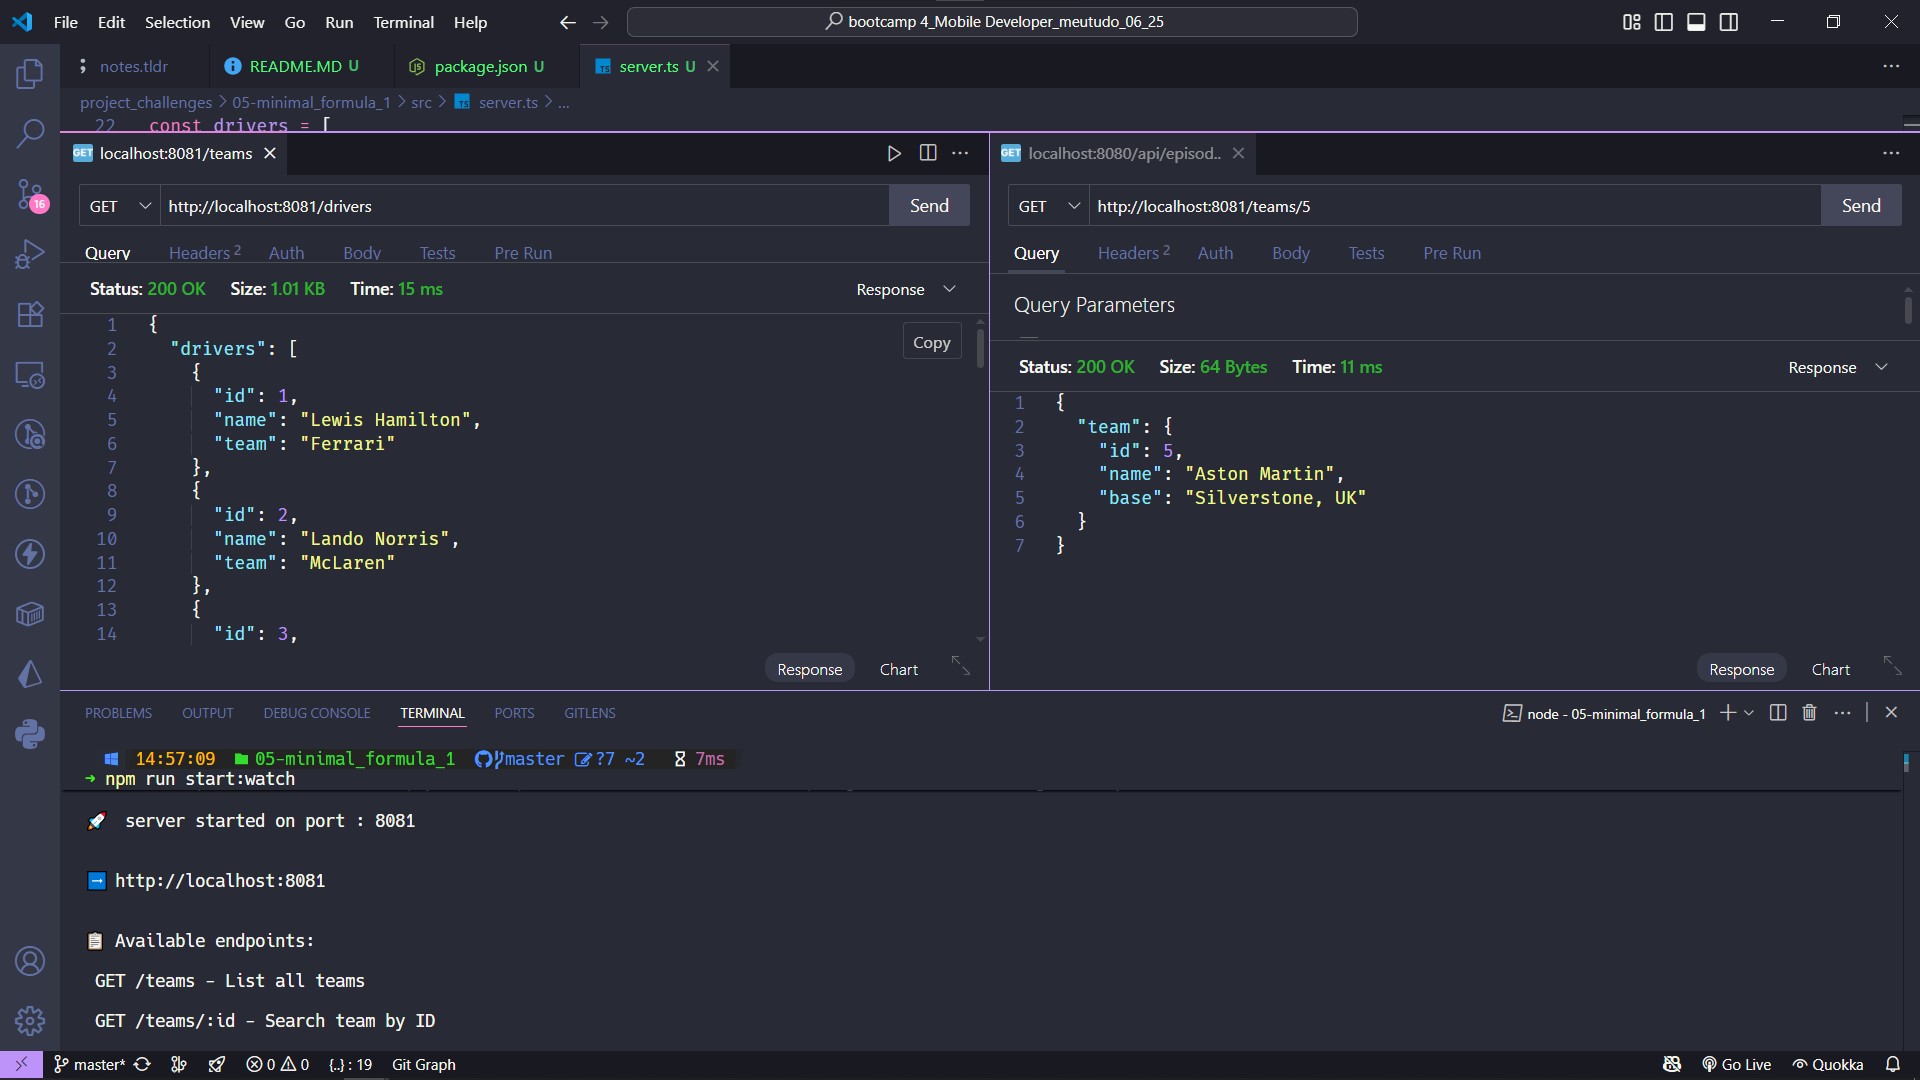 File Edit Selection View Go Run Terminal Help
bootcamp 4_Mobile Developer_meutudo_06_25
notes.tldr
README.MD U
package.json U
server.ts U
project_challenges > 05-minimal_formula_1 > src > server.ts > ...
22 const drivers = [
GET localhost:8081/teams
GET http://localhost:8081/drivers Send
Query Headers 2 Auth Body Tests Pre Run
Status: 200 OK Size: 1.01 KB Time: 15 ms Response
Copy
1 {
2 "drivers": [
3 {
4 "id": 1,
5 "name": "Lewis Hamilton",
6 "team": "Ferrari"
7 },
8 {
9 "id": 2,
10 "name": "Lando Norris",
11 "team": "McLaren"
12 },
13 {
14 "id": 3,
Response Chart
GET localhost:8080/api/episod..
GET http://localhost:8081/teams/5 Send
Query Headers 2 Auth Body Tests Pre Run
Query Parameters
Status: 200 OK Size: 64 Bytes Time: 11 ms Response
1 {
2 "team": {
3 "id": 5,
4 "name": "Aston Martin",
5 "base": "Silverstone, UK"
6 }
7 }
Response Chart
PROBLEMS OUTPUT DEBUG CONSOLE TERMINAL PORTS GITLENS
node - 05-minimal_formula_1
14:57:09 05-minimal_formula_1 master ?7 ~2 7ms
➜ npm run start:watch
🚀 server started on port : 8081
➡ http://localhost:8081
📋 Available endpoints:
GET /teams - List all teams
GET /teams/:id - Search team by ID
16
master* 0 0 {..} : 19 Git Graph
Go Live Quokka